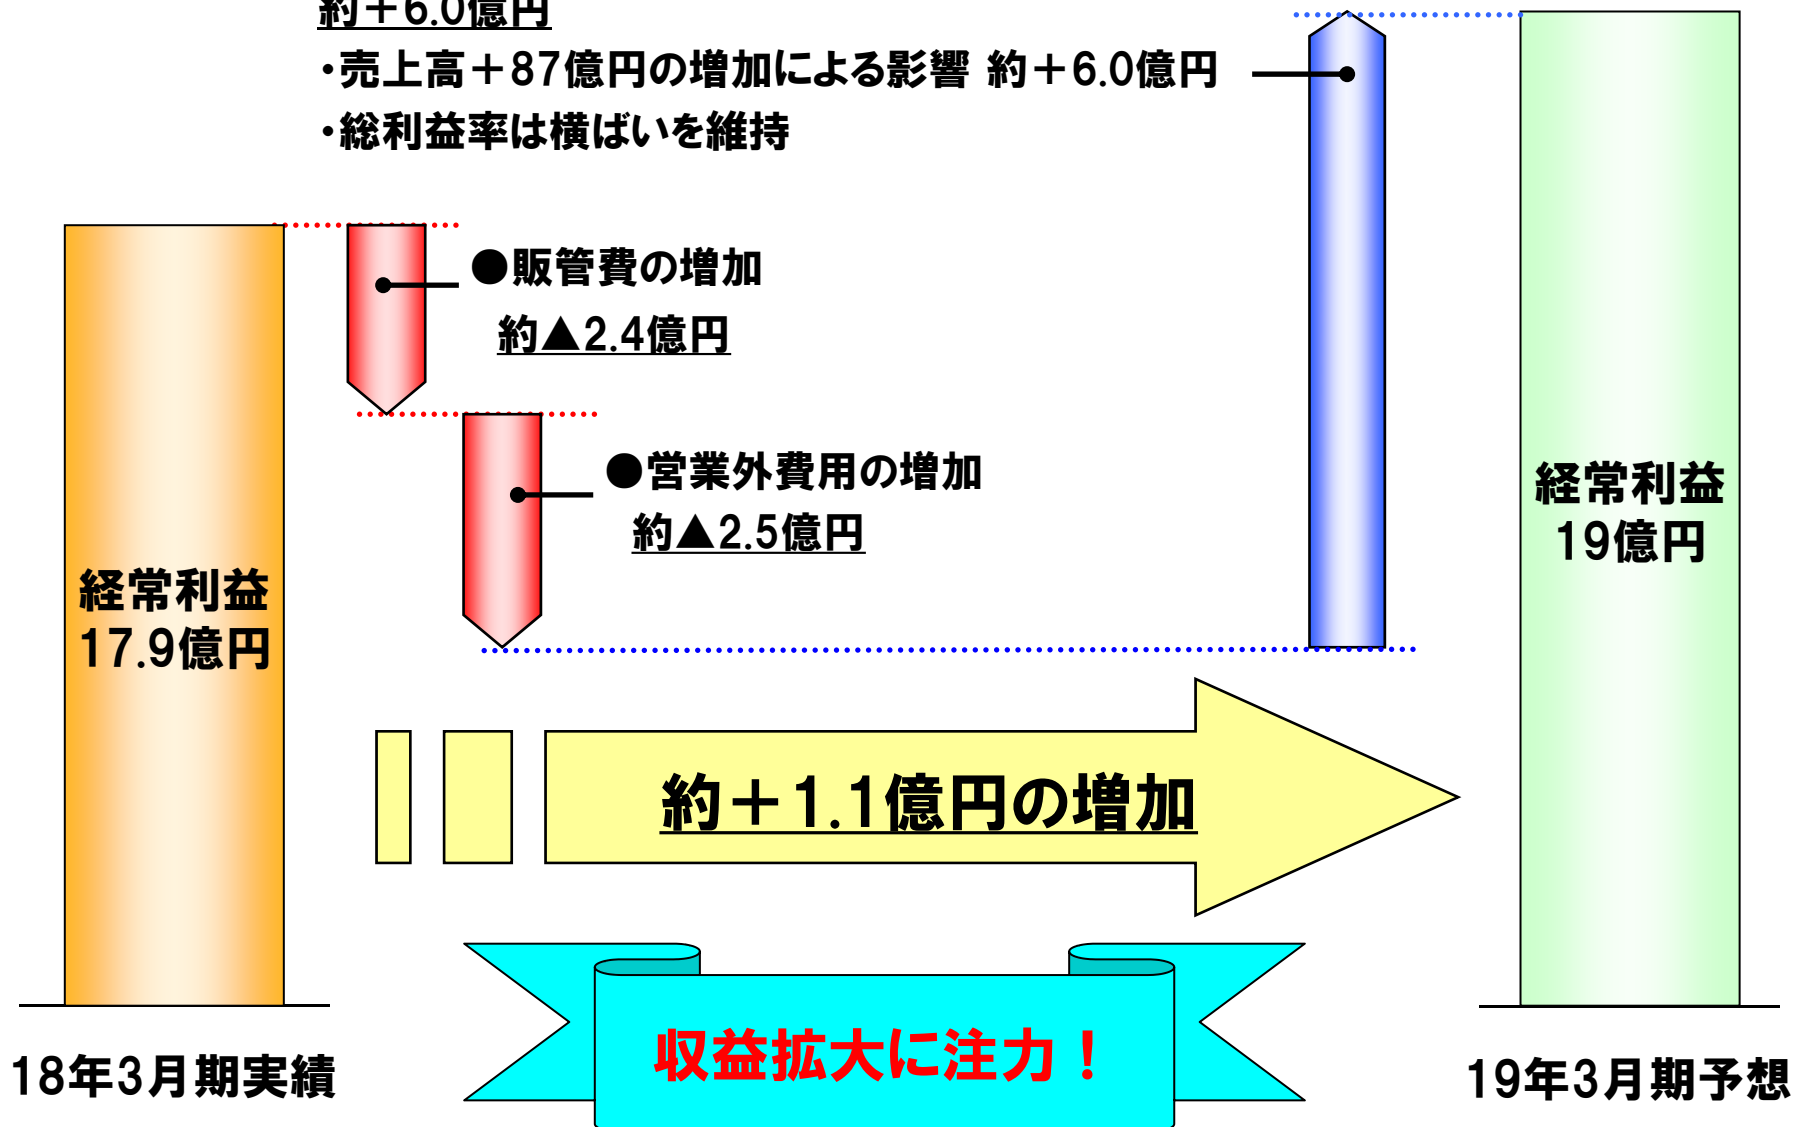 約＋6.0億円
・売上高＋87億円の増加による影響 約＋6.0億円
・総利益率は横ばいを維持
●販管費の増加
約▲2.4億円
●営業外費用の増加
約▲2.5億円
経常利益
17.9億円
経常利益
19億円
約＋1.1億円の増加
収益拡大に注力！
18年3月期実績
19年3月期予想